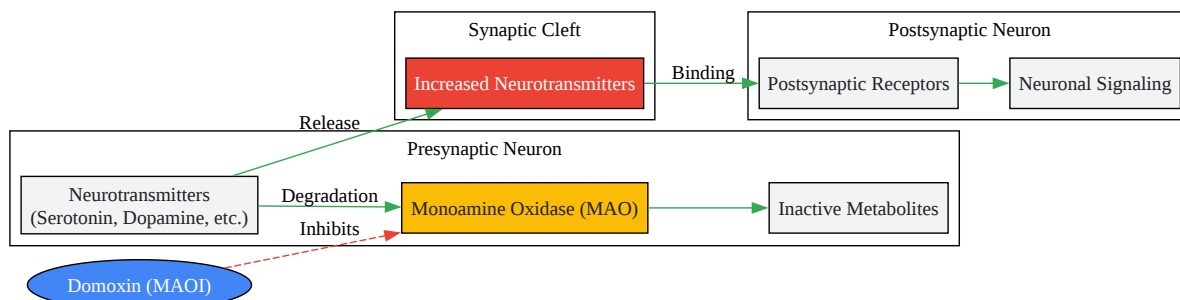 Synaptic Cleft
Increased Neurotransmitters
Binding
Postsynaptic Neuron
Postsynaptic Receptors
Neuronal Signaling
Release
Presynaptic Neuron
Neurotransmitters
(Serotonin, Dopamine, etc.)
Degradation
Monoamine Oxidase (MAO)
Inactive Metabolites
Inhibits
Domoxin (MAOI)